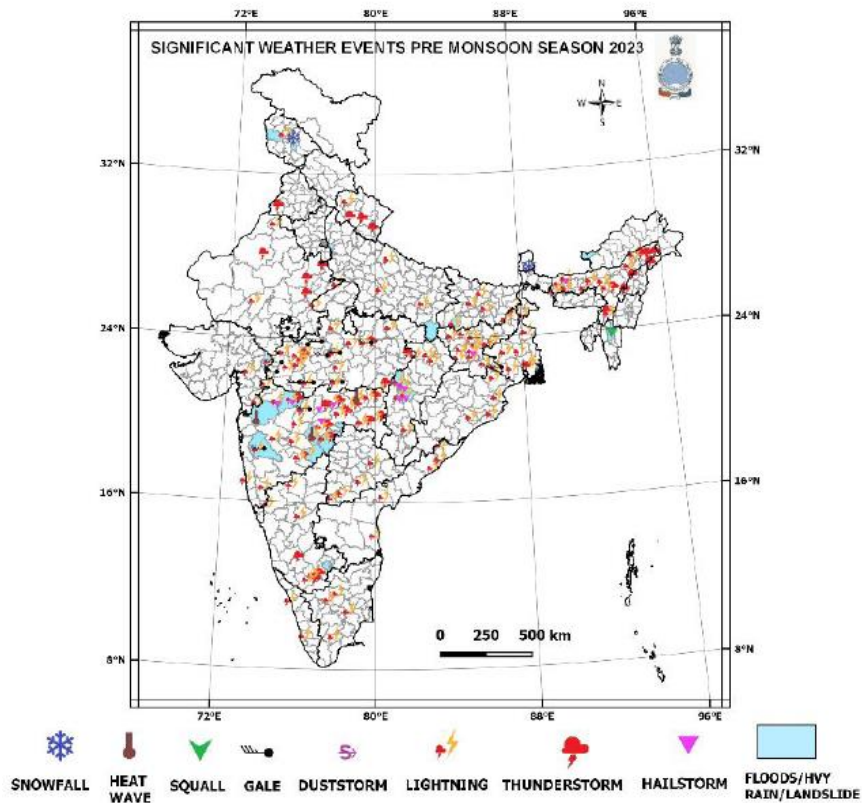 72°E 80°E 88°E 96°E
SIGNIFICANT WEATHER EVENTS PRE MONSOON SEASON 2023
N
W E
S
32°N 32°N
24°N 24°N
16°N 16°N
0 250 500 km
8°N 8°N
72°E 80°E 88°E 96°E
SNOWFALL HEAT WAVE SQUALL GALE DUSTSTORM LIGHTNING THUNDERSTORM HAILSTORM FLOODS/HVY RAIN/LANDSLIDE